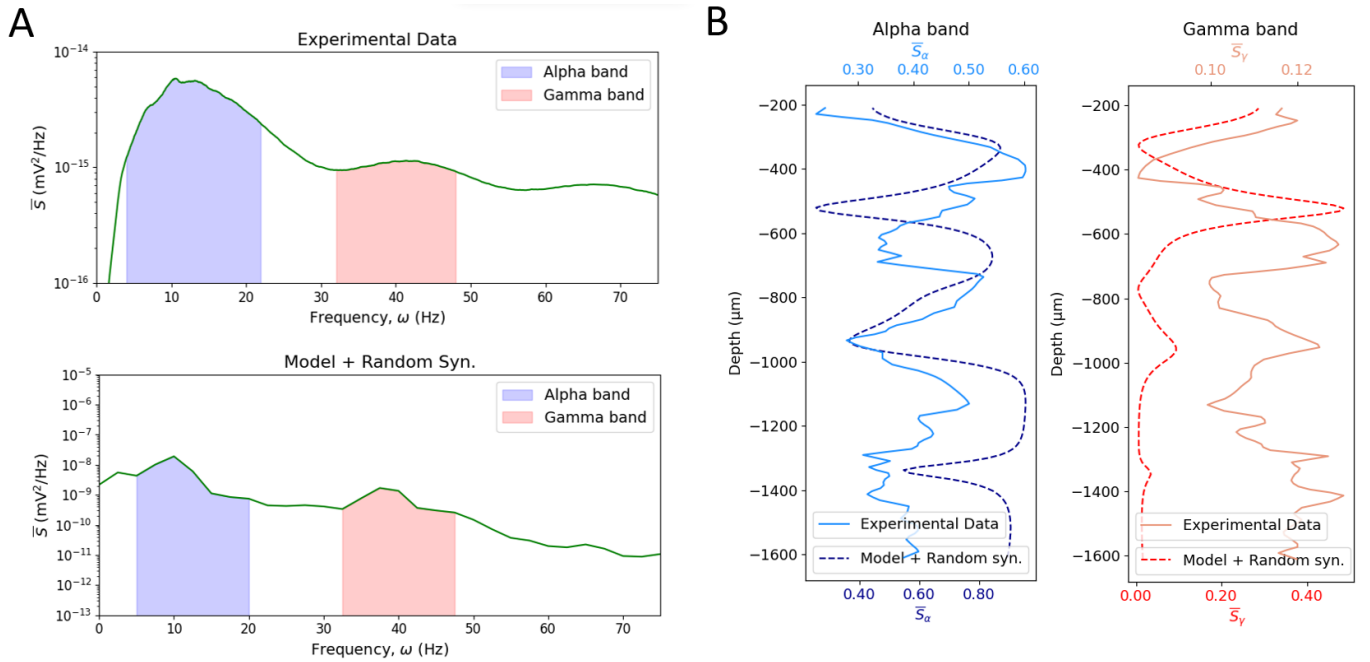 A
Experimental Data
10⁻¹⁴
10⁻¹⁵
10⁻¹⁶
S̅ (mV²/Hz)
Alpha band
Gamma band
0 10 20 30 40 50 60 70
Frequency, ω (Hz)
Model + Random Syn.
10⁻⁵
10⁻⁶
10⁻⁷
10⁻⁸
10⁻⁹
10⁻¹⁰
10⁻¹¹
10⁻¹²
10⁻¹³
S̅ (mV²/Hz)
Alpha band
Gamma band
0 10 20 30 40 50 60 70
Frequency, ω (Hz)
B
Alpha band
S̅α
0.30 0.40 0.50 0.60
−200
−400
−600
−800
−1000
−1200
−1400
−1600
Depth (μm)
Experimental Data
Model + Random syn.
0.40 0.60 0.80
S̅α
Gamma band
S̅γ
0.10 0.12
−200
−400
−600
−800
−1000
−1200
−1400
−1600
Depth (μm)
Experimental Data
Model + Random syn.
0.00 0.20 0.40
S̅γ